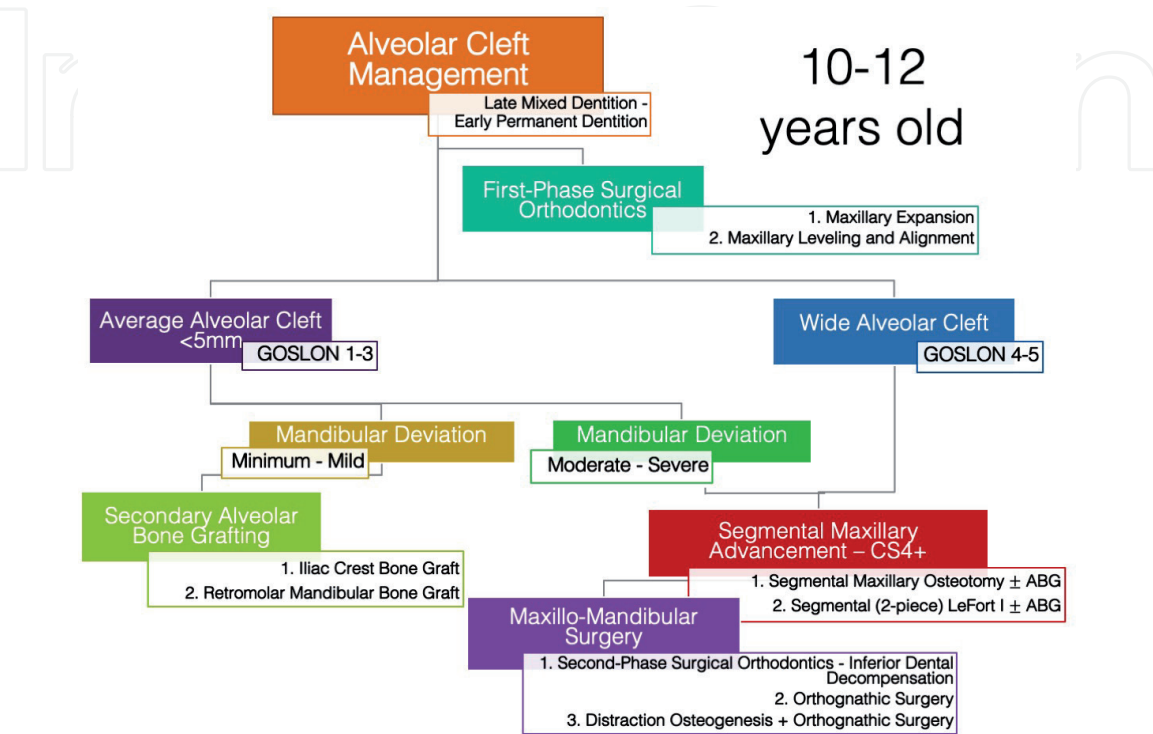 Alveolar Cleft
Management
Late Mixed Dentition -
Early Permanent Dentition
10-12
years old
First-Phase Surgical
Orthodontics
1. Maxillary Expansion
2. Maxillary Leveling and Alignment
Average Alveolar Cleft
<5mm
GOSLON 1-3
Wide Alveolar Cleft
GOSLON 4-5
Mandibular Deviation
Minimum - Mild
Mandibular Deviation
Moderate - Severe
Secondary Alveolar
Bone Grafting
1. Iliac Crest Bone Graft
2. Retromolar Mandibular Bone Graft
Segmental Maxillary
Advancement – CS4+
1. Segmental Maxillary Osteotomy ± ABG
2. Segmental (2-piece) LeFort I ± ABG
Maxillo-Mandibular
Surgery
1. Second-Phase Surgical Orthodontics - Inferior Dental
Decompensation
2. Orthognathic Surgery
3. Distraction Osteogenesis + Orthognathic Surgery